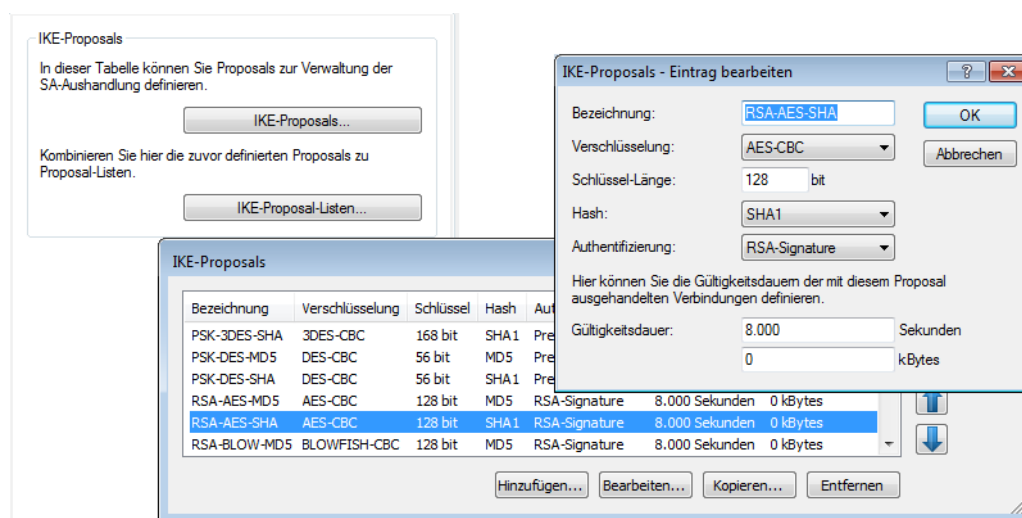 IKE-Proposals
In dieser Tabelle können Sie Proposals zur Verwaltung der
SA-Aushandlung definieren.
IKE-Proposals...
Kombinieren Sie hier die zuvor definierten Proposals zu
Proposal-Listen.
IKE-Proposal-Listen...
IKE-Proposals - Eintrag bearbeiten
Bezeichnung: RSA-AES-SHA OK
Verschlüsselung: AES-CBC Abbrechen
Schlüssel-Länge: 128 bit
Hash: SHA1
Authentifizierung: RSA-Signature
Hier können Sie die Gültigkeitsdauern der mit diesem Proposal
ausgehandelten Verbindungen definieren.
Gültigkeitsdauer: 8.000 Sekunden
0 kBytes
IKE-Proposals
Bezeichnung Verschlüsselung Schlüssel Hash
PSK-3DES-SHA 3DES-CBC 168 bit SHA1 Pre
PSK-DES-MD5 DES-CBC 56 bit MD5 Pre
PSK-DES-SHA DES-CBC 56 bit SHA1 Pre
RSA-AES-MD5 AES-CBC 128 bit MD5 RSA-Signature 8.000 Sekunden 0 kBytes
RSA-AES-SHA AES-CBC 128 bit SHA1 RSA-Signature 8.000 Sekunden 0 kBytes
RSA-BLOW-MD5 BLOWFISH-CBC 128 bit MD5 RSA-Signature 8.000 Sekunden 0 kBytes
Hinzufügen... Bearbeiten... Kopieren... Entfernen